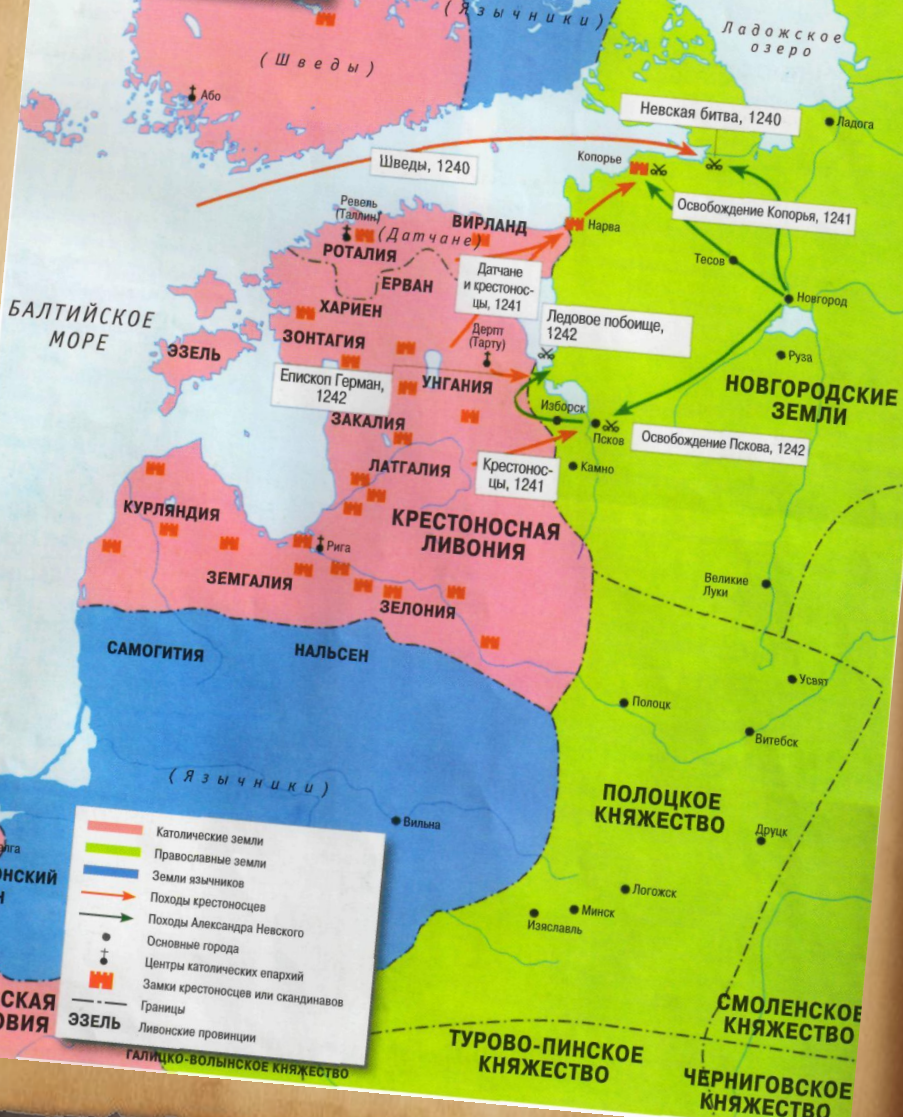 (Язычники)
Ладожское
озеро
(Шведы)
Або
Невская битва, 1240
Ладога
Шведы, 1240
Копорье
Освобождение Копорья, 1241
Ревель
(Таллин)
ВИРЛАНД
(Датчане)
Нарва
РОТАЛИЯ
Тесов
Датчане
и крестонос-
цы, 1241
ЕРВАН
Новгород
БАЛТИЙСКОЕ
МОРЕ
ХАРИЕН
Ледовое побоище,
1242
ЗОНТАГИЯ
Дерпт
(Тарту)
ЭЗЕЛЬ
Руза
Епископ Герман,
1242
УНГАНИЯ
НОВГОРОДСКИЕ
ЗЕМЛИ
Изборск
ЗАКАЛИЯ
Псков
Освобождение Пскова, 1242
ЛАТГАЛИЯ
Крестонос-
цы, 1241
Камно
КУРЛЯНДИЯ
КРЕСТОНОСНАЯ
ЛИВОНИЯ
Рига
ЗЕМГАЛИЯ
Великие
Луки
ЗЕЛОНИЯ
САМОГИТИЯ
НАЛЬСЕН
Усвят
Полоцк
Витебск
(Язычники)
ПОЛОЦКОЕ
КНЯЖЕСТВО
Вильна
Друцк
Логожск
Минск
Изяславль
Католические земли
Православные земли
Земли язычников
Походы крестоносцев
Походы Александра Невского
Основные города
Центры католических епархий
Замки крестоносцев или скандинавов
Границы
ЭЗЕЛЬ
Ливонские провинции
СМОЛЕНСКОЕ
КНЯЖЕСТВО
ТУРОВО-ПИНСКОЕ
КНЯЖЕСТВО
ГАЛИЦКО-ВОЛЫНСКОЕ КНЯЖЕСТВО
ЧЕРНИГОВСКОЕ
КНЯЖЕСТВО